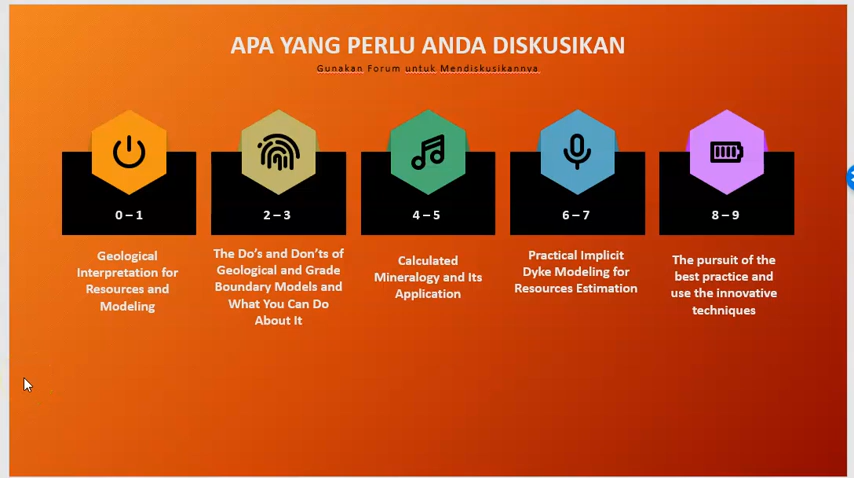 APA YANG PERLU ANDA DISKUSIKAN
Gunakan Forum untuk Mendiskusikannya
0 – 1
2 – 3
4 – 5
6 – 7
8 – 9
Geological
Interpretation for
Resources and
Modeling
The Do's and Don'ts of
Geological and Grade
Boundary Models and
What You Can Do
About It
Calculated
Mineralogy and Its
Application
Practical Implicit
Dyke Modeling for
Resources Estimation
The pursuit of the
best practice and
use the innovative
techniques